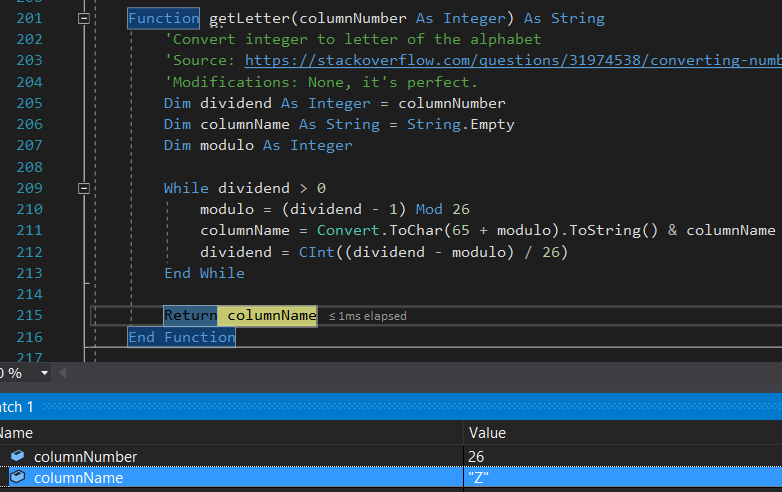 201 Function getLetter(columnNumber As Integer) As String
202 'Convert integer to letter of the alphabet
203 'Source: https://stackoverflow.com/questions/31974538/converting-numb
204 'Modifications: None, it's perfect.
205 Dim dividend As Integer = columnNumber
206 Dim columnName As String = String.Empty
207 Dim modulo As Integer
208
209 While dividend > 0
210 modulo = (dividend - 1) Mod 26
211 columnName = Convert.ToChar(65 + modulo).ToString() & columnName
212 dividend = CInt((dividend - modulo) / 26)
213 End While
214
215 Return columnName ≤ 1ms elapsed
216 End Function
217
0 %
atch 1
Name Value
columnNumber 26
columnName "Z"